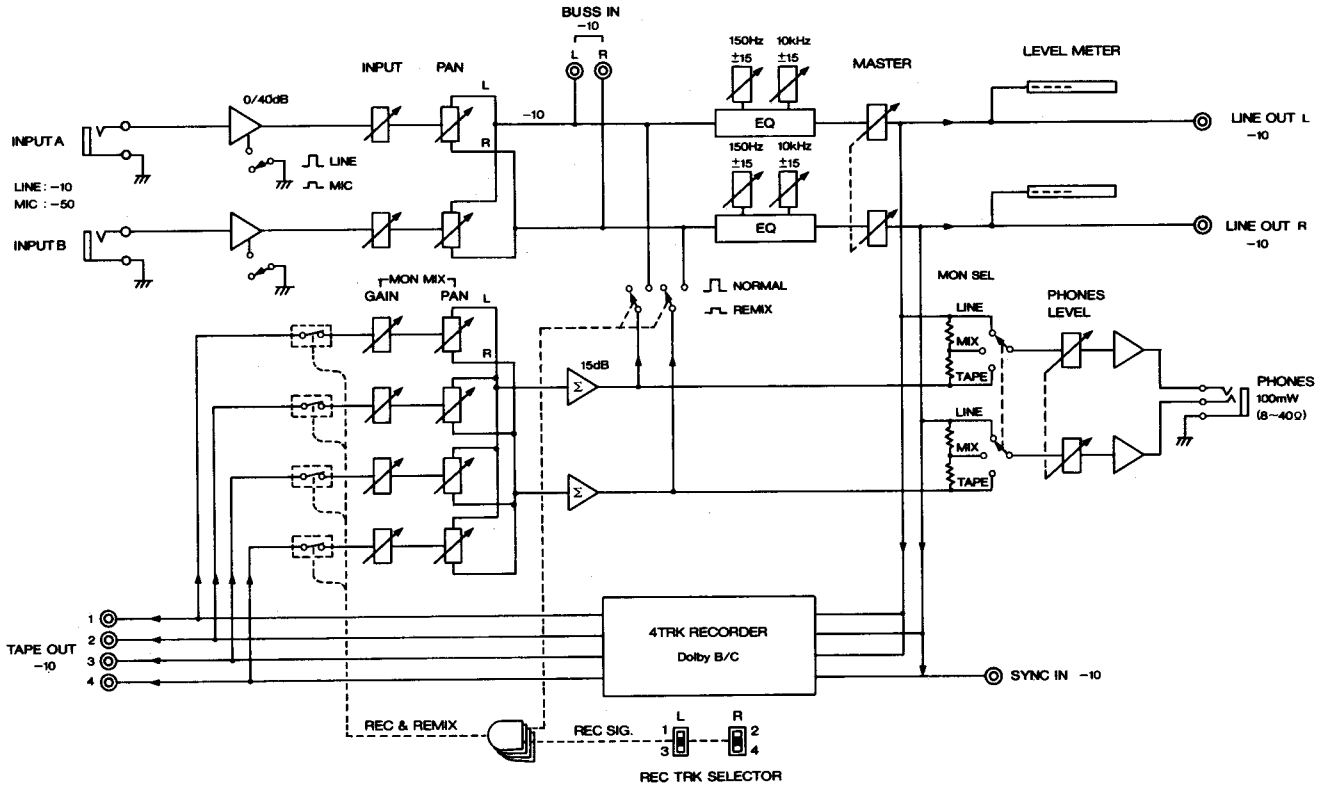 BUSS IN
-10
L R
150Hz 10kHz
±15 ±15
INPUT PAN
MASTER
LEVEL METER
0/40dB
L
-10
EQ
INPUT A
LINE
MIC
R
LINE OUT L
-10
LINE : -10
MIC : -50
150Hz 10kHz
±15 ±15
INPUT B
EQ
LINE OUT R
-10
MON MIX
GAIN PAN
L
NORMAL
REMIX
MON SEL
LINE
MIX
TAPE
PHONES
LEVEL
R
15dB
Σ
PHONES
100mW
(8~40Ω)
LINE
MIX
TAPE
Σ
TAPE OUT
-10
1
2
3
4
4TRK RECORDER
Dolby B/C
SYNC IN -10
REC & REMIX
REC SIG.
L R
1 2
3 4
REC TRK SELECTOR